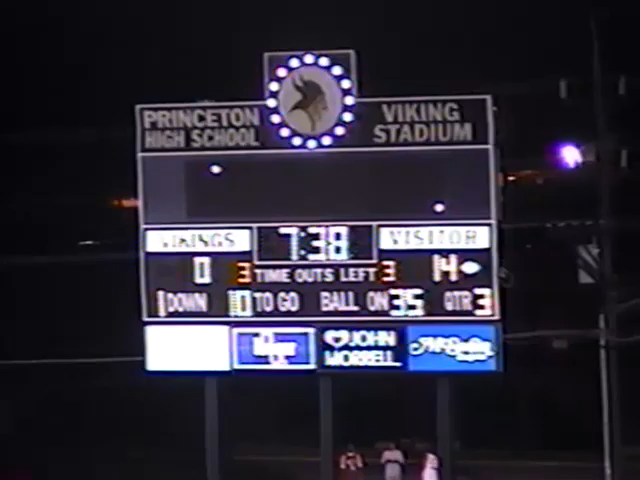 PRINCETON VIKING
HIGH SCHOOL STADIUM
VIKINGS 7:38 VISITOR
0 3 TIME OUTS LEFT 3 14
1 DOWN 10 TO GO BALL ON 35 QTR 3
JOHN
MORRELL